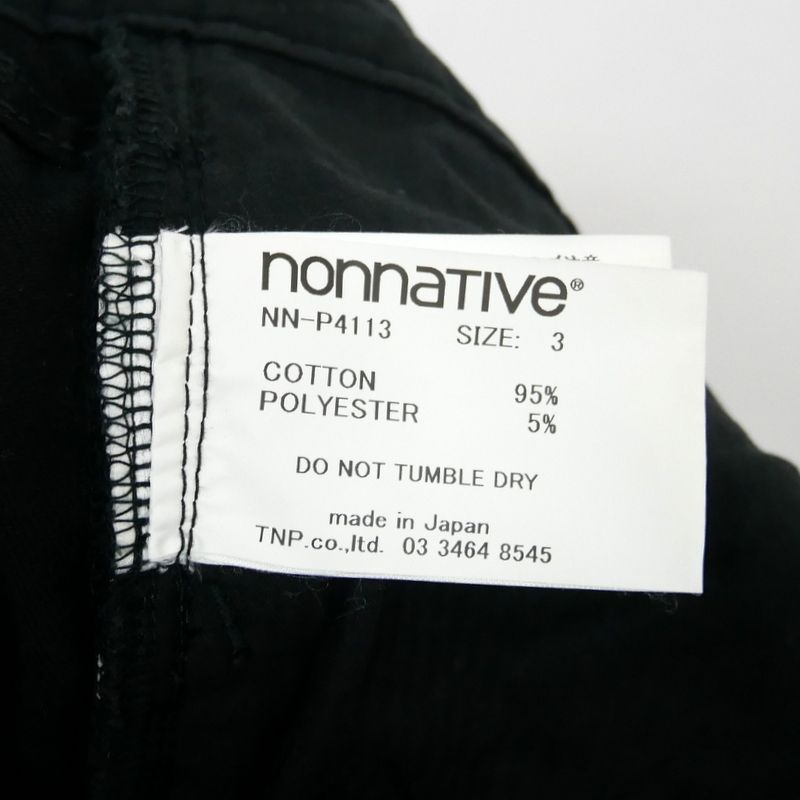 nonnative®
NN-P4113 SIZE: 3
COTTON 95%
POLYESTER 5%
DO NOT TUMBLE DRY
made in Japan
TNP.co.,ltd. 03 3464 8545